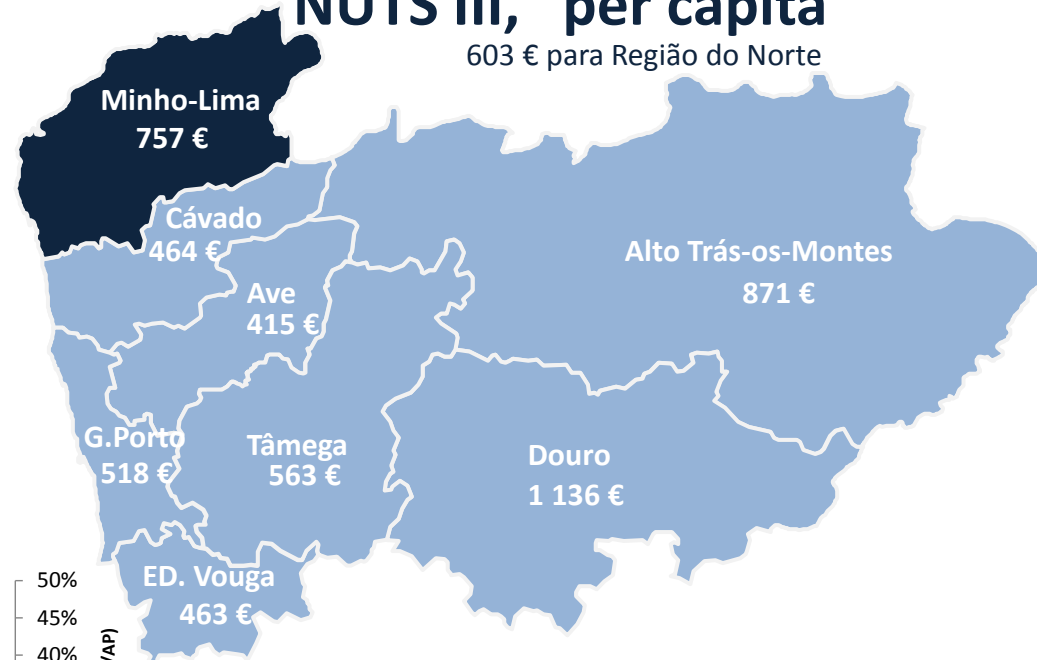 NUTS III, per capita
603 € para Região do Norte
Minho-Lima
757 €
Cávado
464 €
Alto Trás-os-Montes
871 €
Ave
415 €
G.Porto
518 €
Tâmega
563 €
Douro
1 136 €
ED. Vouga
463 €
50%
45%
40%